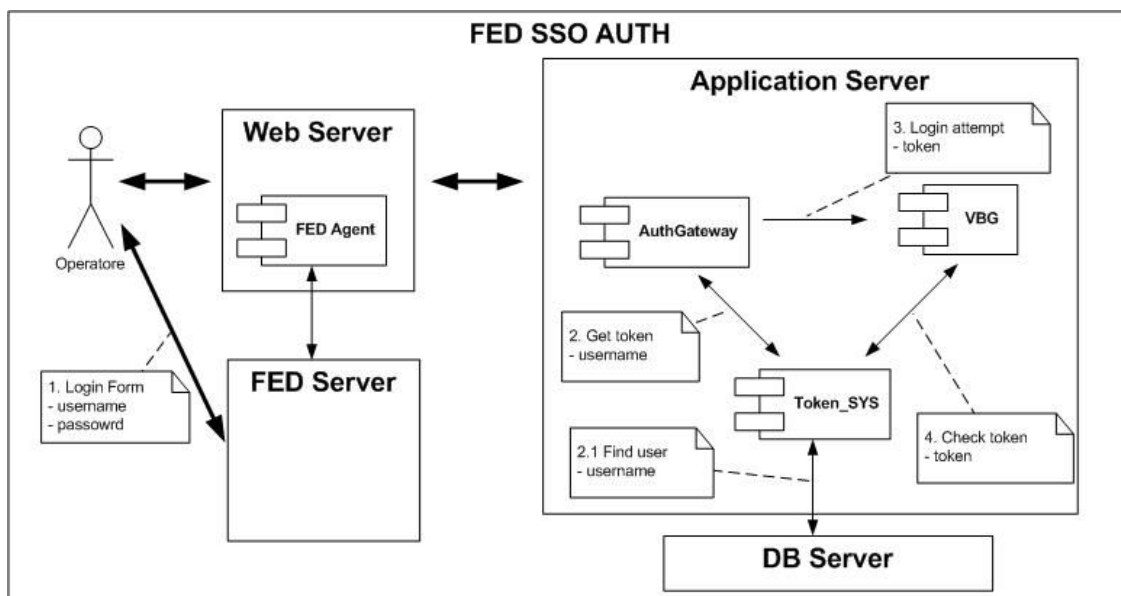 FED SSO AUTH
Application Server
Web Server
3. Login attempt
- token
FED Agent
AuthGateway
VBG
Operatore
2. Get token
- username
FED Server
1. Login Form
- username
- passowrd
Token_SYS
2.1 Find user
- username
4. Check token
- token
DB Server